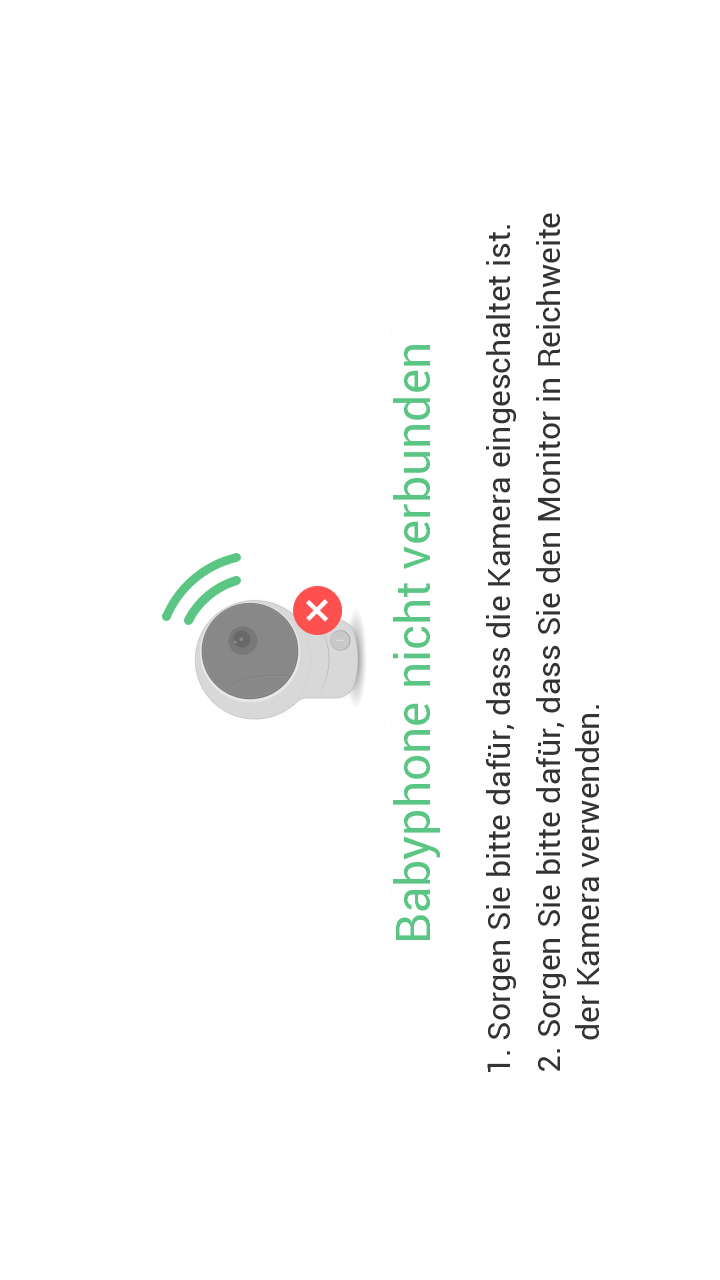 Babyphone nicht verbunden
1. Sorgen Sie bitte dafür, dass die Kamera eingeschaltet ist.
2. Sorgen Sie bitte dafür, dass Sie den Monitor in Reichweite
der Kamera verwenden.